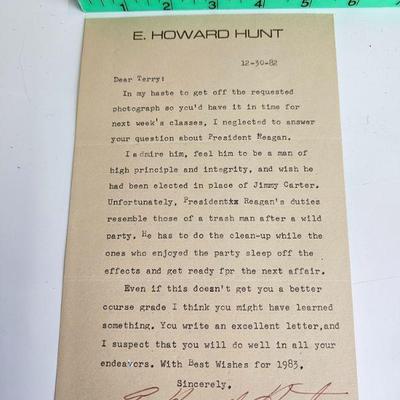 1 2 3 4 5 6 7
E. HOWARD HUNT
12-30-82
Dear Terry:
In my haste to get off the requested
photograph so you'd have it in time for
next week's classes, I neglected to answer
your question about President Reagan.
I admire him, feel him to be a man of
high principle and integrity, and wish he
had been elected in place of Jimmy Carter.
Unfortunately, Presidentix Reagan's duties
resemble those of a trash man after a wild
party. He has to do the clean-up while the
ones who enjoyed the party sleep off the
effects and get ready fpr the next affair.
Even if this doesn't get you a better
course grade I think you might have learned
something. You write an excellent letter,and
I suspect that you will do well in all your
endeavors. With Best Wishes for 1983.
Sincerely,
E. Howard Hunt